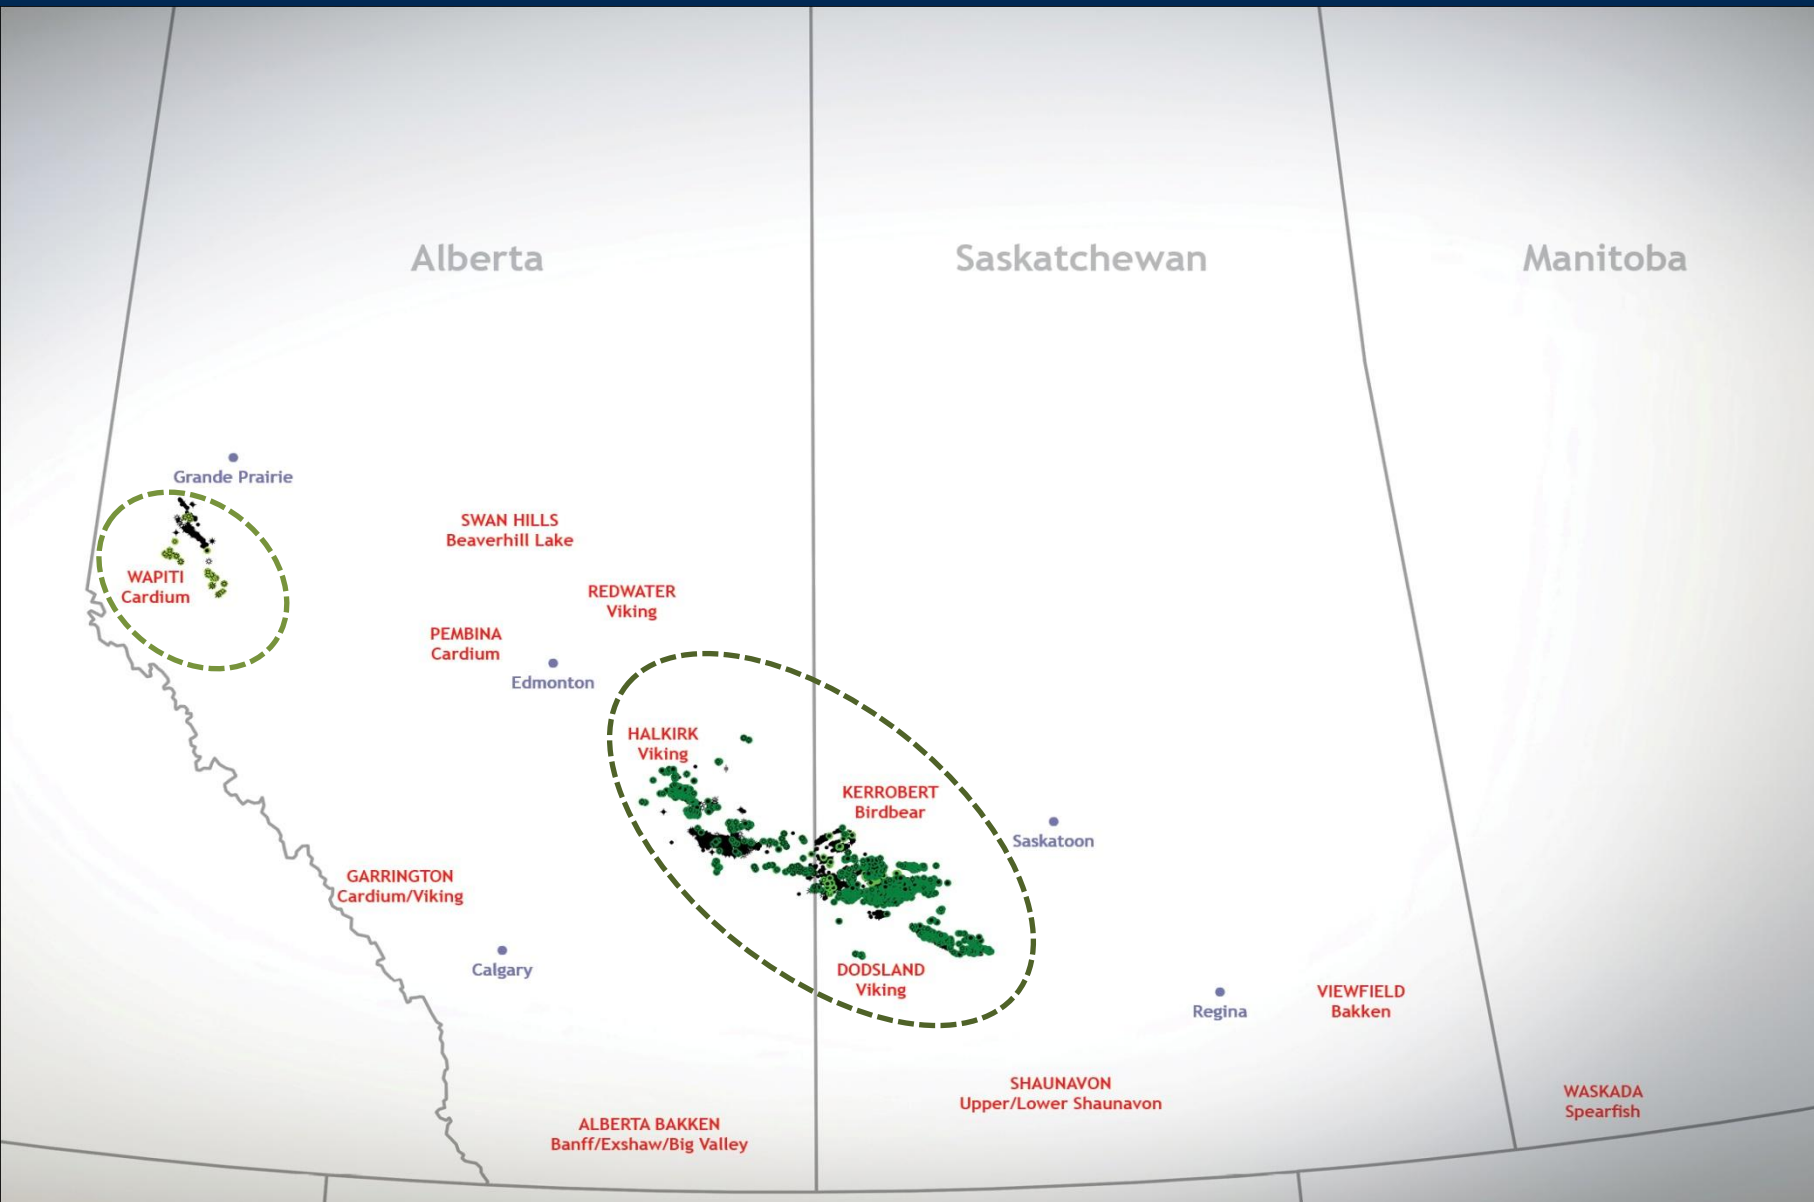 Alberta
Saskatchewan
Manitoba
Grande Prairie
SWAN HILLS
Beaverhill Lake
WAPITI
Cardium
REDWATER
Viking
PEMBINA
Cardium
Edmonton
HALKIRK
Viking
KERROBERT
Birdbear
Saskatoon
GARRINGTON
Cardium/Viking
Calgary
DODSLAND
Viking
Regina
VIEWFIELD
Bakken
SHAUNAVON
Upper/Lower Shaunavon
WASKADA
Spearfish
ALBERTA BAKKEN
Banff/Exshaw/Big Valley